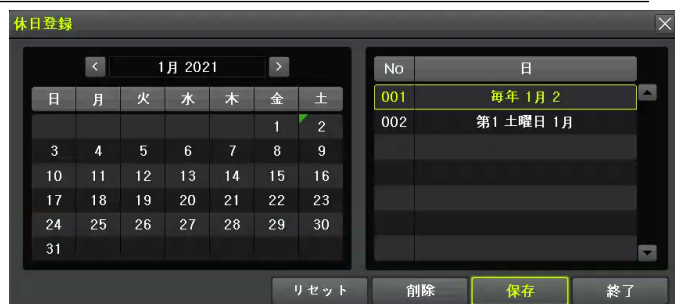 休日登録
< 1月 2021 >
日 月 火 水 木 金 土
1 2
3 4 5 6 7 8 9
10 11 12 13 14 15 16
17 18 19 20 21 22 23
24 25 26 27 28 29 30
31
No 日
001 毎年 1月 2
002 第1 土曜日 1月
リセット 削除 保存 終了